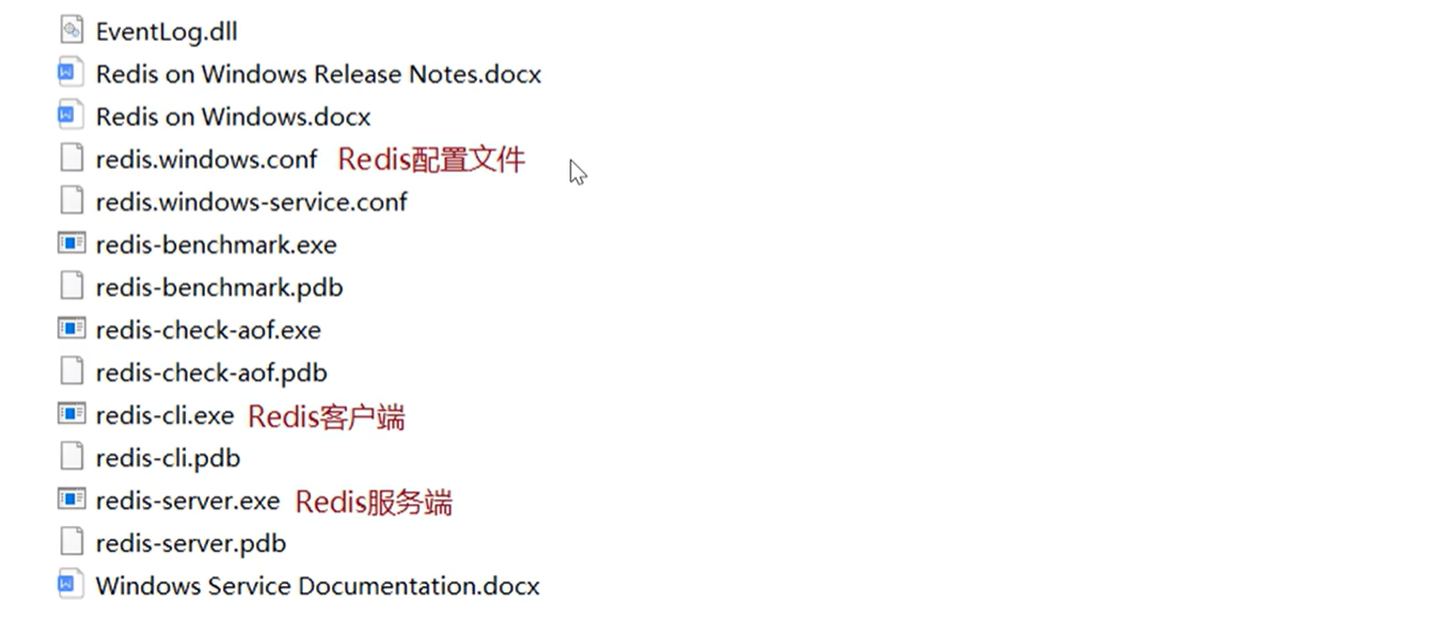 EventLog.dll
Redis on Windows Release Notes.docx
Redis on Windows.docx
redis.windows.conf Redis配置文件
redis.windows-service.conf
redis-benchmark.exe
redis-benchmark.pdb
redis-check-aof.exe
redis-check-aof.pdb
redis-cli.exe Redis客户端
redis-cli.pdb
redis-server.exe Redis服务端
redis-server.pdb
Windows Service Documentation.docx